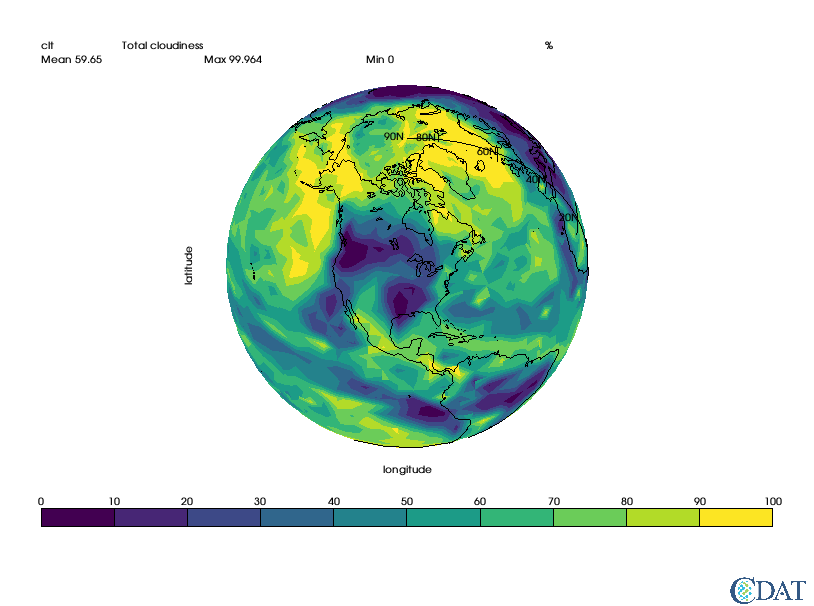 clt Total cloudiness %
Mean 59.65 Max 99.964 Min 0
90N 80N
60N
40N
20N
latitude
longitude
0 10 20 30 40 50 60 70 80 90 100
CDAT